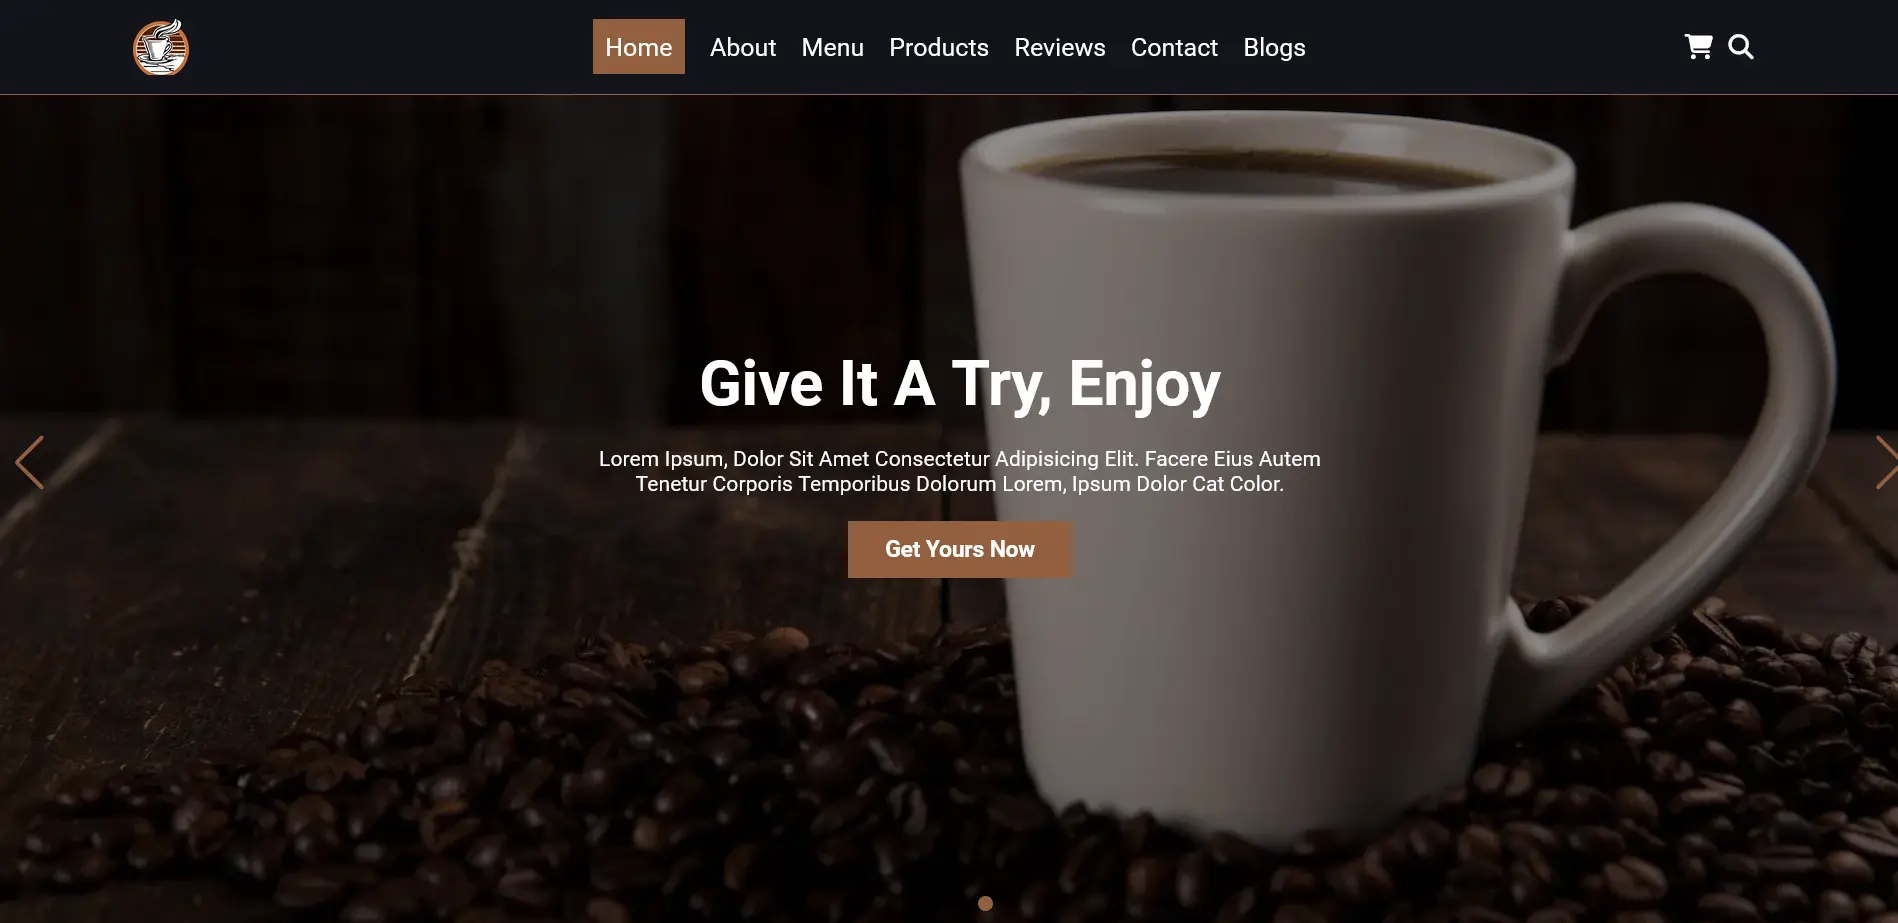 Home About Menu Products Reviews Contact Blogs
Give It A Try, Enjoy
Lorem Ipsum, Dolor Sit Amet Consectetur Adipisicing Elit. Facere Eius Autem
Tenetur Corporis Temporibus Dolorum Lorem, Ipsum Dolor Cat Color.
Get Yours Now